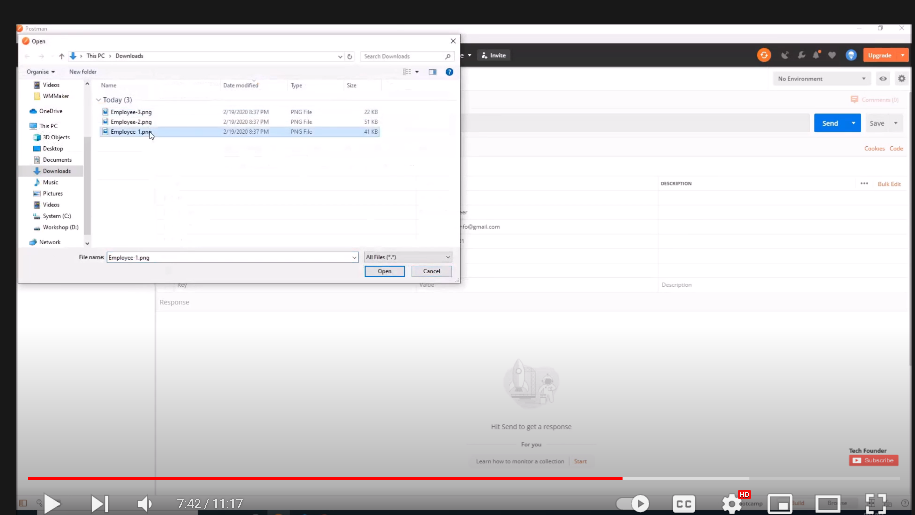 Postman
Open
This PC
Downloads
Search Downloads
Organise
New folder
Invite
Upgrade
No Environment
Comments (0)
Send
Save
Cookies
Code
Name
Date modified
Type
Size
Today (3)
Employee-3.png 2/19/2020 8:37 PM PNG File 22 KB
Employee-2.png 2/19/2020 8:37 PM PNG File 31 KB
Employee-1.png 2/19/2020 8:37 PM PNG File 41 KB
Videos
WMMaker
OneDrive
This PC
3D Objects
Desktop
Documents
Downloads
Music
Pictures
Videos
System (C:)
Workshop (D:)
Network
DESCRIPTION
Bulk Edit
@gmail.com
File name: Employee-1.png
All Files (*.*)
Open
Cancel
Key
Value
Description
Response
Hit Send to get a response
For you
Learn how to monitor a collection
Start
Tech Founder
Subscribe
7:42 / 11:17
CC
HD